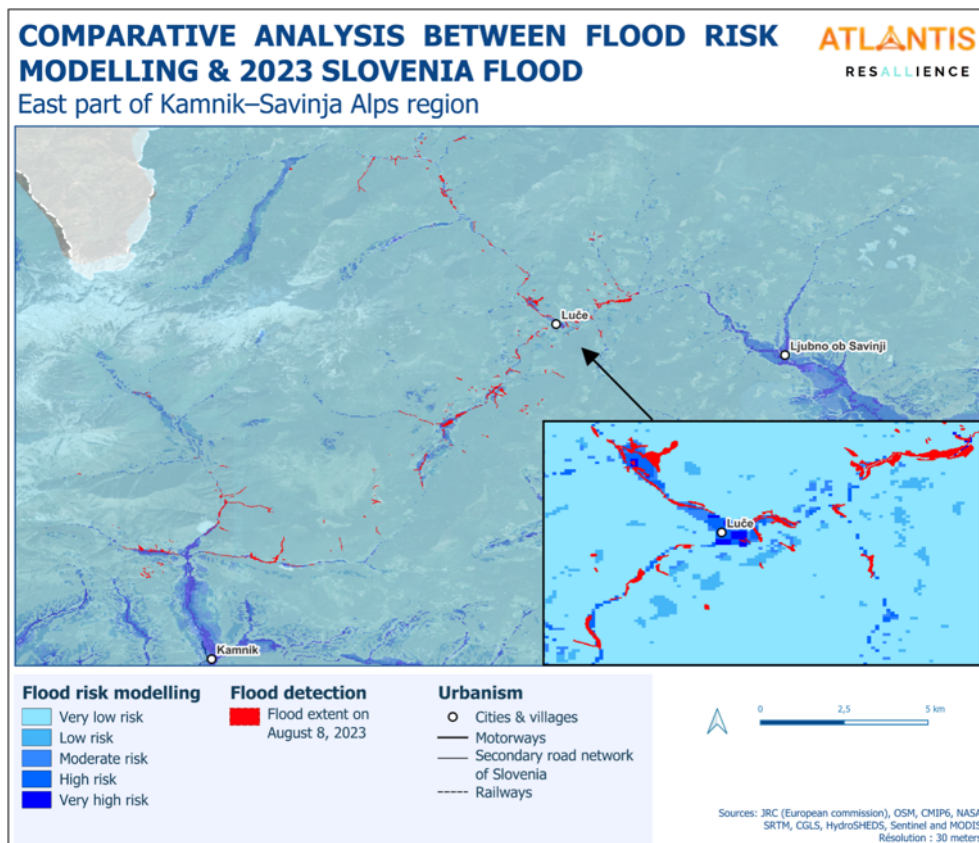 COMPARATIVE ANALYSIS BETWEEN FLOOD RISK
MODELLING & 2023 SLOVENIA FLOOD
East part of Kamnik–Savinja Alps region
ATLANTIS
RESALLIENCE
Luče
Ljubno ob Savinji
Luče
Kamnik
Flood risk modelling
Very low risk
Low risk
Moderate risk
High risk
Very high risk
Flood detection
Flood extent on
August 8, 2023
Urbanism
Cities & villages
Motorways
Secondary road network
of Slovenia
Railways
0 2,5 5 km
Sources: JRC (European commission), OSM, CMIP6, NASA
SRTM, CGLS, HydroSHEDS, Sentinel and MODIS
Résolution : 30 meters